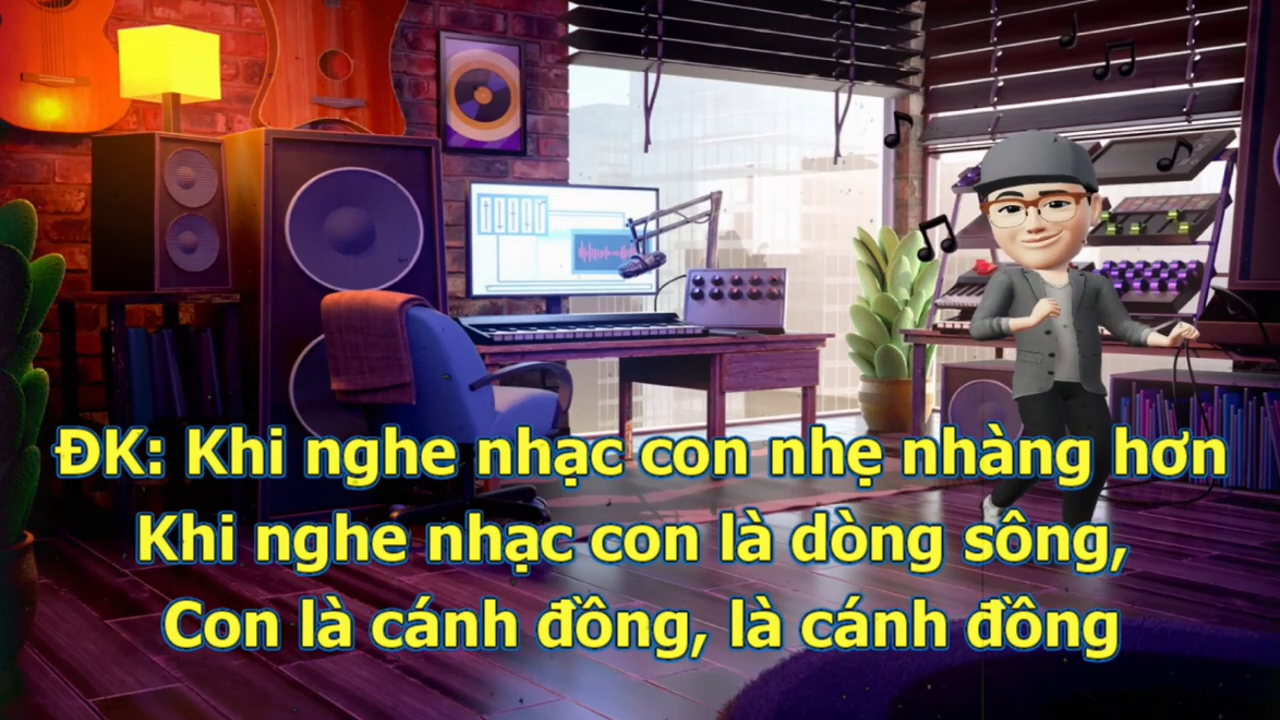 ĐK: Khi nghe nhạc con nhẹ nhàng hơn
Khi nghe nhạc con là dòng sông,
Con là cánh đồng, là cánh đồng